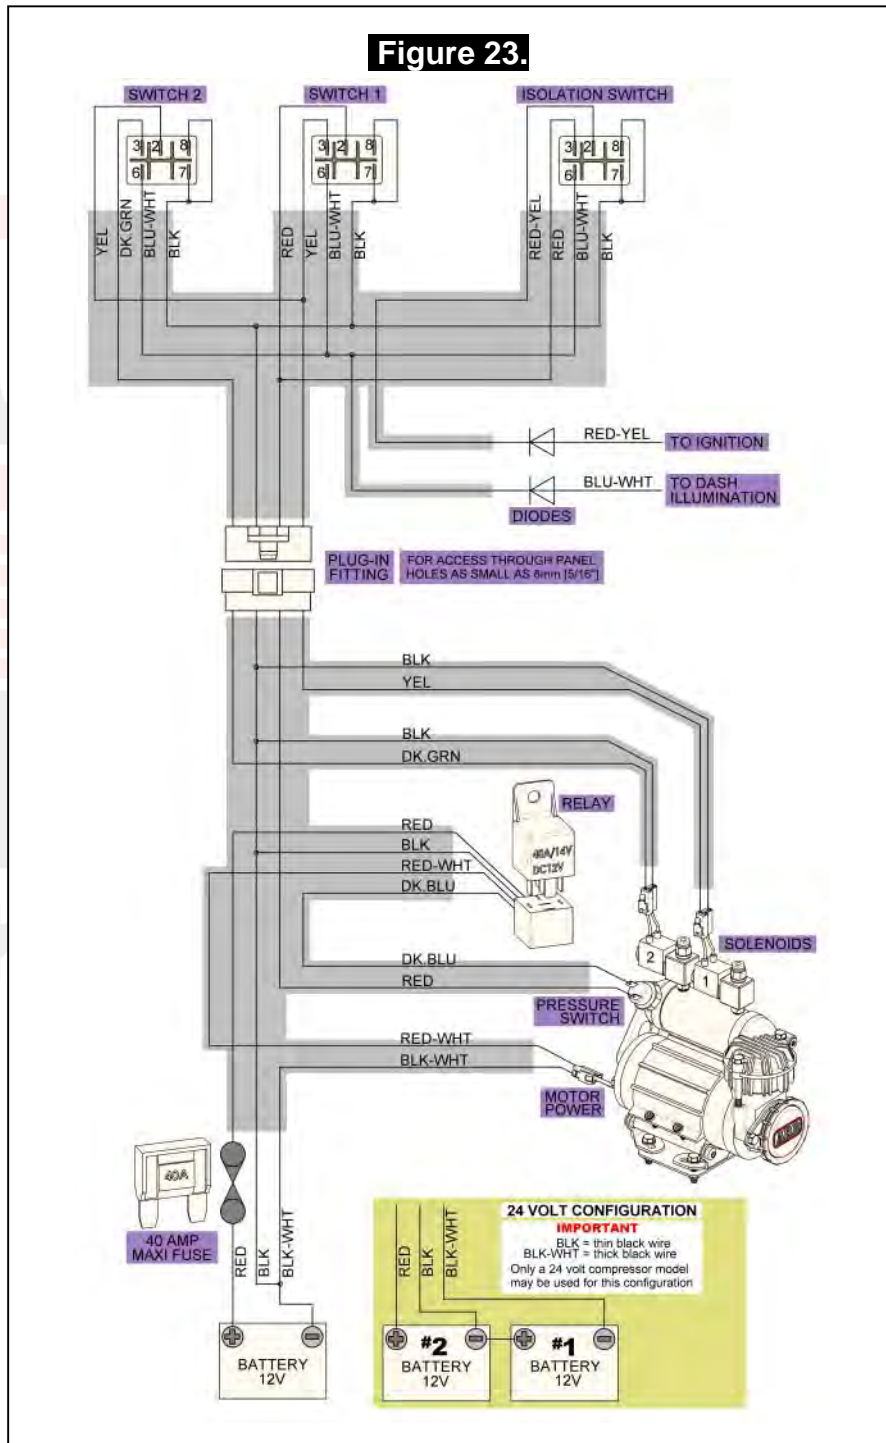 Figure 23.
SWITCH 2
SWITCH 1
ISOLATION SWITCH
3 2 8
6 7
3 2 8
6 7
3 2 8
6 7
YEL
DK.GRN
BLU-WHT
BLK
RED
YEL
BLU-WHT
BLK
RED-YEL
RED
BLU-WHT
BLK
RED-YEL
TO IGNITION
BLU-WHT
TO DASH
ILLUMINATION
DIODES
PLUG-IN
FITTING
FOR ACCESS THROUGH PANEL
HOLES AS SMALL AS 8mm [5/16"]
BLK
YEL
BLK
DK.GRN
RELAY
40A/14V
DC12V
RED
BLK
RED-WHT
DK.BLU
SOLENOIDS
2
1
DK.BLU
RED
PRESSURE
SWITCH
RED-WHT
BLK-WHT
MOTOR
POWER
ARB
40A
40 AMP
MAXI FUSE
RED
BLK
BLK-WHT
+ −
BATTERY
12V
24 VOLT CONFIGURATION
IMPORTANT
BLK = thin black wire
BLK-WHT = thick black wire
Only a 24 volt compressor model
may be used for this configuration
RED
BLK
BLK-WHT
+ #2 −
BATTERY
12V
+ #1 −
BATTERY
12V